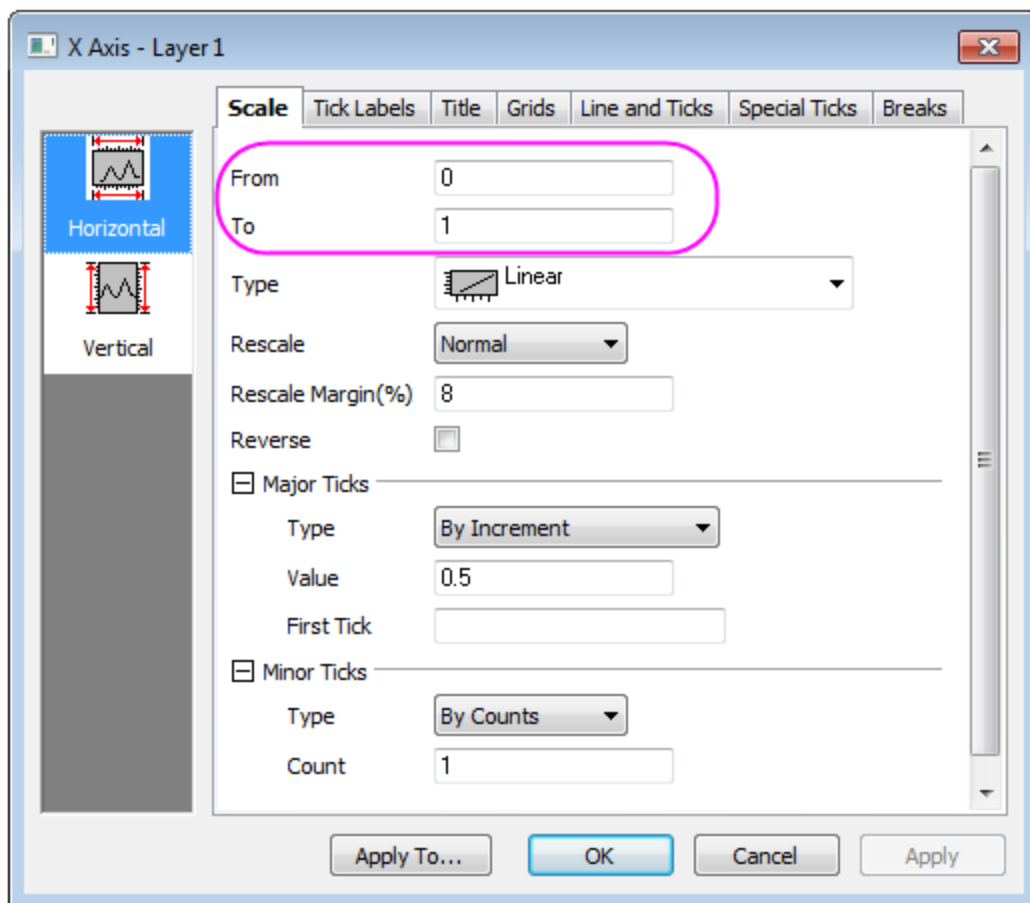 X Axis - Layer 1
Scale Tick Labels Title Grids Line and Ticks Special Ticks Breaks
Horizontal
Vertical
From 0
To 1
Type Linear
Rescale Normal
Rescale Margin(%) 8
Reverse
Major Ticks
Type By Increment
Value 0.5
First Tick
Minor Ticks
Type By Counts
Count 1
Apply To... OK Cancel Apply